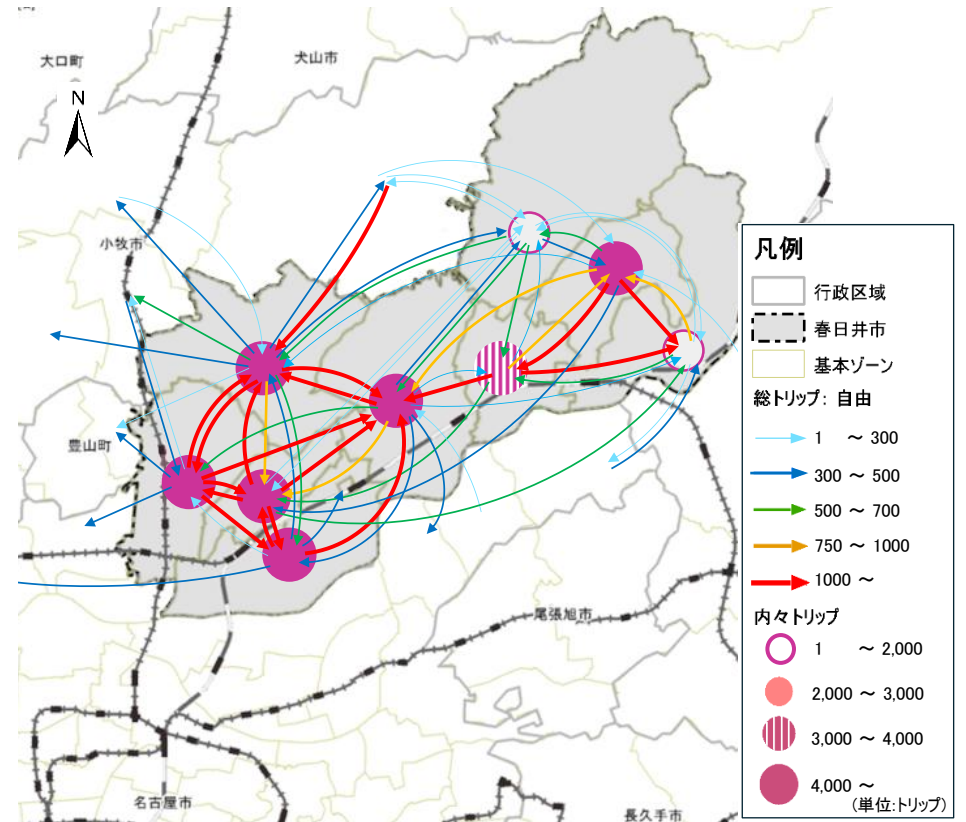 大口町
犬山市
N
小牧市
豊山町
尾張旭市
名古屋市
長久手市
凡例
行政区域
春日井市
基本ゾーン
総トリップ: 自由
1 ～ 300
300 ～ 500
500 ～ 700
750 ～ 1000
1000 ～
内々トリップ
1 ～ 2,000
2,000 ～ 3,000
3,000 ～ 4,000
4,000 ～
(単位:トリップ)